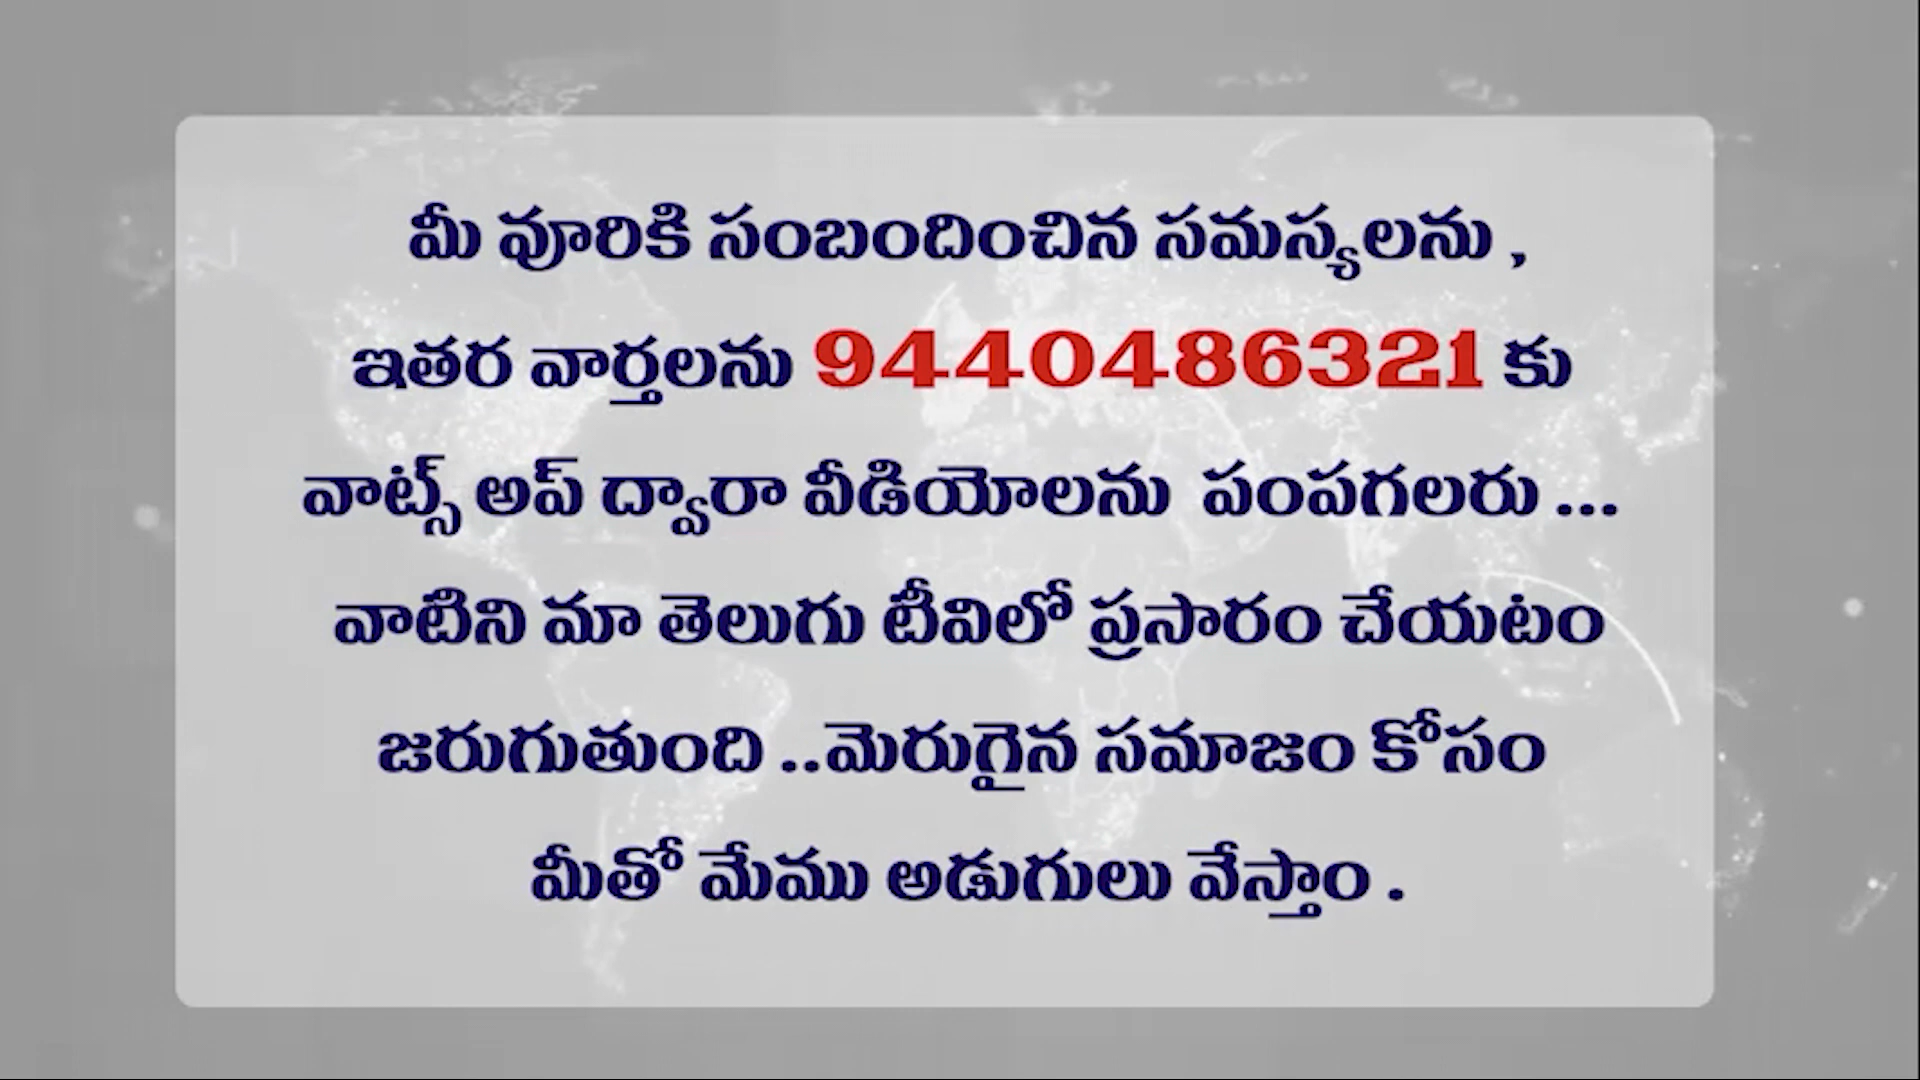 మీ వూరికి సంబందించిన సమస్యలను ,
ఇతర వార్తలను 9440486321 కు
వాట్స్ అప్ ద్వారా వీడియోలను పంపగలరు ...
వాటిని మా తెలుగు టీవిలో ప్రసారం చేయటం
జరుగుతుంది ..మెరుగైన సమాజం కోసం
మీతో మేము అడుగులు వేస్తాం .